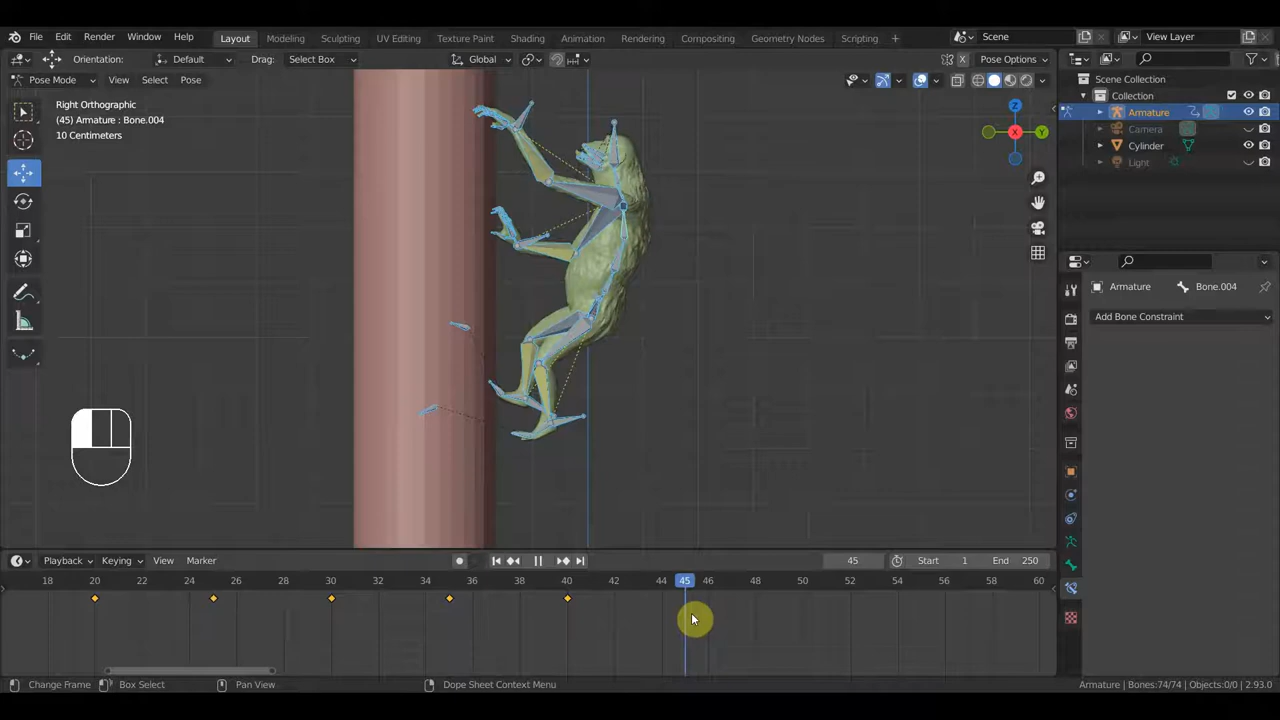 File Edit Render Window Help Layout Modeling Sculpting UV Editing Texture Paint Shading Animation Rendering Compositing Geometry Nodes Scripting + Scene View Layer
Orientation: Default Drag: Select Box Global Pose Options
Pose Mode View Select Pose
Right Orthographic
(45) Armature : Bone.004
10 Centimeters
Z
X
Y
Scene Collection
Collection
Armature
Camera
Cylinder
Light
Armature Bone.004
Add Bone Constraint
Playback Keying View Marker 45 Start 1 End 250
18 20 22 24 26 28 30 32 34 36 38 40 42 44 45 46 48 50 52 54 56 58 60
Change Frame Box Select Pan View Dope Sheet Context Menu Armature | Bones:74/74 | Objects:0/0 | 2.93.0